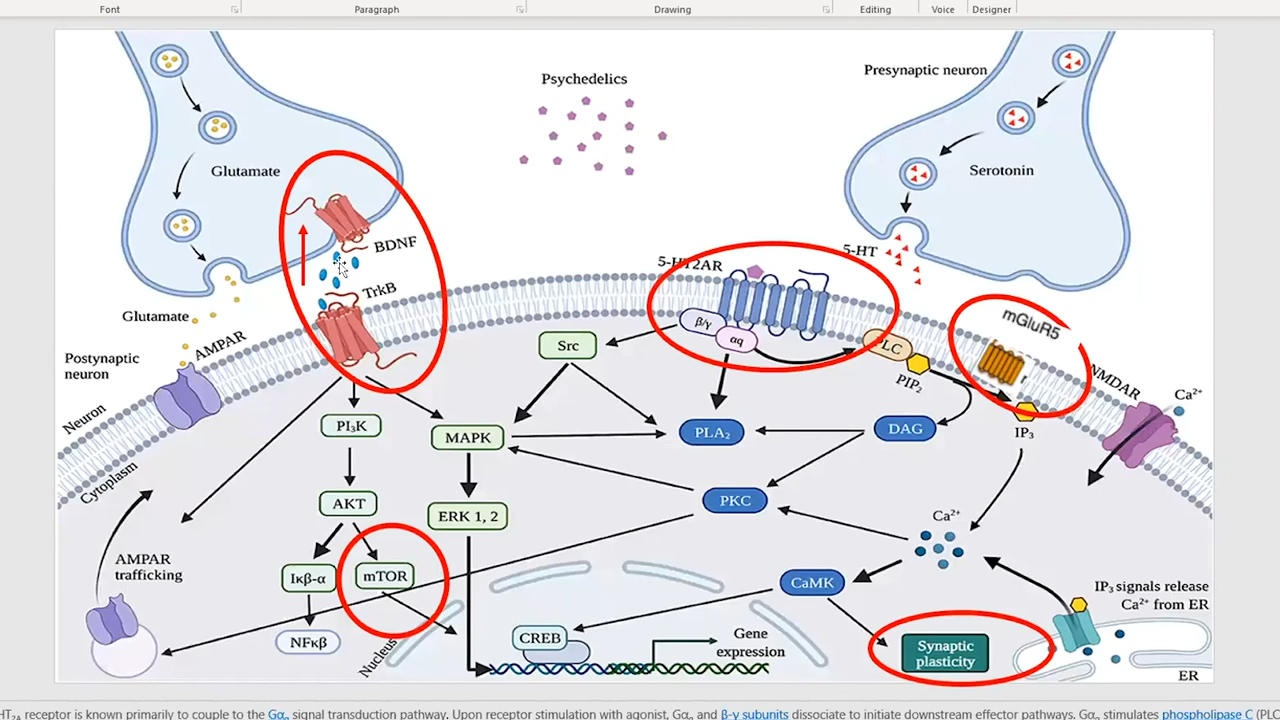 Font
Paragraph
Drawing
Editing
Voice
Designer
Psychedelics
Presynaptic neuron
Glutamate
Serotonin
BDNF
5-HT
5-HT2AR
TrkB
mGluR5
Glutamate
AMPAR
Postsynaptic
neuron
NMDAR
Ca²⁺
β/γ
αq
Src
PLC
PIP₂
Neuron
PI₃K
MAPK
PLA₂
DAG
IP₃
Cytoplasm
AKT
ERK 1, 2
PKC
Ca²⁺
AMPAR
trafficking
Iκβ-α
mTOR
CaMK
IP₃ signals release
Ca²⁺ from ER
NFκβ
Nucleus
CREB
Gene
expression
Synaptic
plasticity
ER
HT₂A receptor is known primarily to couple to the Gαq signal transduction pathway. Upon receptor stimulation with agonist, Gαq and β-γ subunits dissociate to initiate downstream effector pathways. Gαq stimulates phospholipase C (PLC